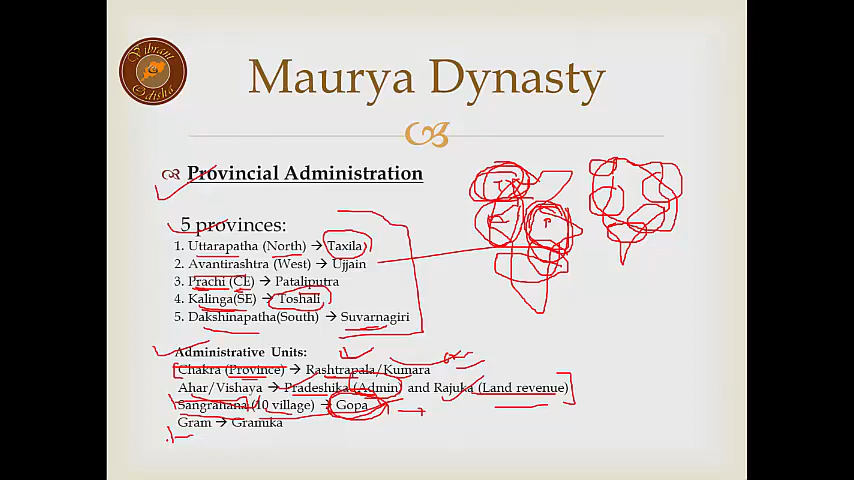 Vibrant
Odisha
Maurya Dynasty
Provincial Administration
5 provinces:
1. Uttarapatha (North) → Taxila
2. Avantirashtra (West) → Ujjain
3. Prachi (CE) → Pataliputra
4. Kalinga(SE) → Toshali
5. Dakshinapatha(South) → Suvarnagiri
Administrative Units:
Chakra (Province) → Rashtrapala/Kumara
Ahar/Vishaya → Pradeshika (Admin) and Rajuka (Land revenue)
Sangrahana (10 village) → Gopa
Gram → Gramika
P